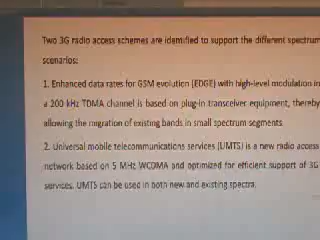 Two 3G radio access schemes are identified to support the different spectrum
scenarios:
1. Enhanced data rates for GSM evolution (EDGE) with high-level modulation in
a 200 kHz TDMA channel is based on plug-in transceiver equipment, thereby
allowing the migration of existing bands in small spectrum segments.
2. Universal mobile telecommunications services (UMTS) is a new radio access
network based on 5 MHz WCDMA and optimized for efficient support of 3G
services. UMTS can be used in both new and existing spectra.